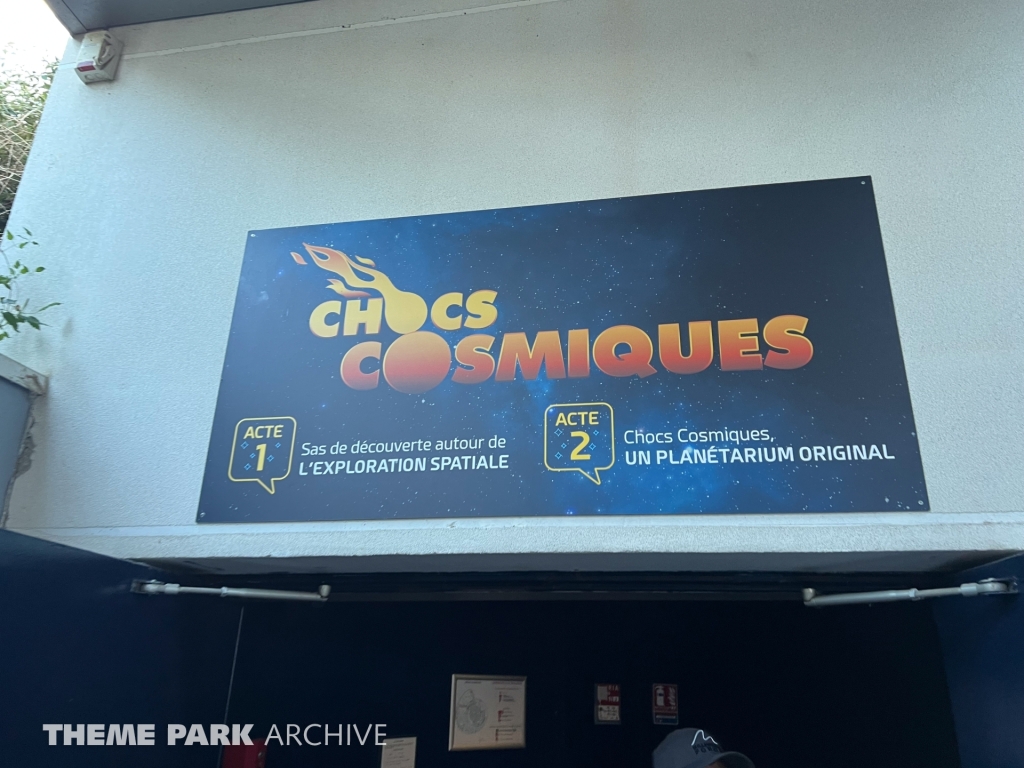 CHOCS
COSMIQUES
ACTE
1
Sas de découverte autour de
L'EXPLORATION SPATIALE
ACTE
2
Chocs Cosmiques,
UN PLANÉTARIUM ORIGINAL
THEME PARK ARCHIVE